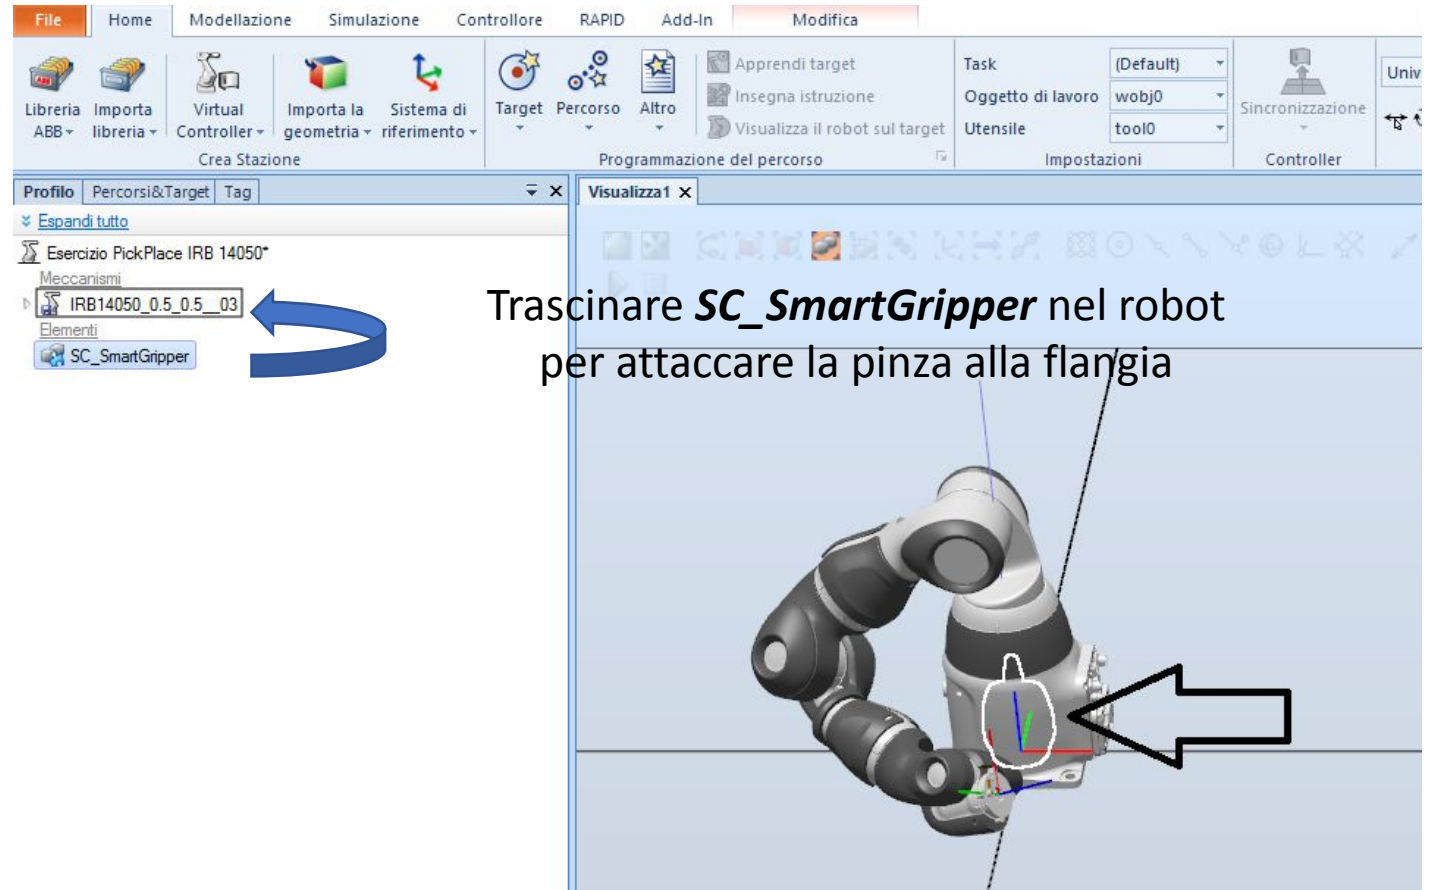 File Home Modellazione Simulazione Controllore RAPID Add-In Modifica
Libreria ABB
Importa libreria
Virtual Controller
Importa la geometria
Sistema di riferimento
Crea Stazione
Target
Percorso
Altro
Apprendi target
Insegna istruzione
Visualizza il robot sul target
Programmazione del percorso
Task (Default)
Oggetto di lavoro wobj0
Utensile tool0
Impostazioni
Sincronizzazione
Controller
Univ
Profilo Percorsi&Target Tag
Espandi tutto
Esercizio PickPlace IRB 14050*
Meccanismi
IRB14050_0.5_0.5__03
Elementi
SC_SmartGripper
Visualizza1
Trascinare SC_SmartGripper nel robot
per attaccare la pinza alla flangia